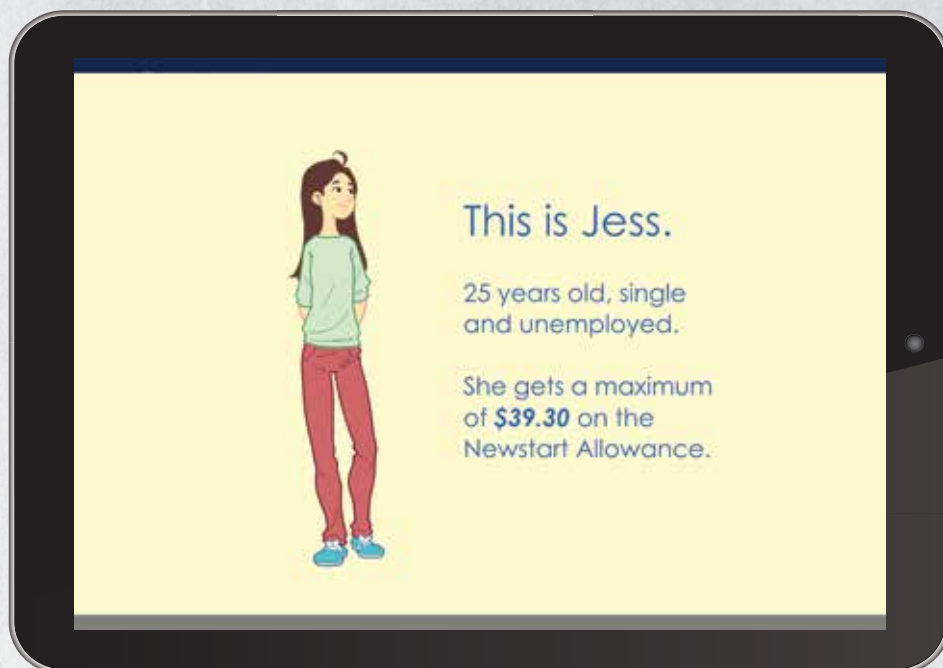 This is Jess.
25 years old, single
and unemployed.
She gets a maximum
of $39.30 on the
Newstart Allowance.